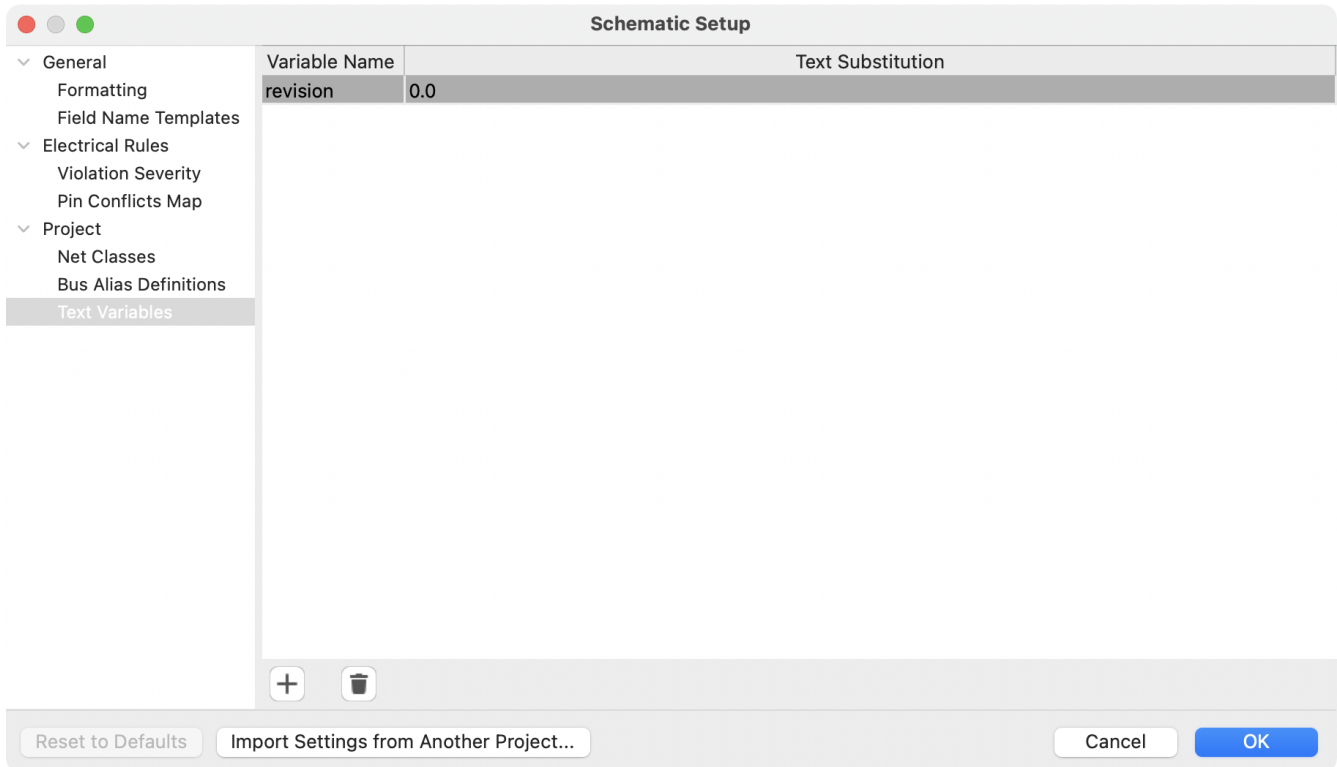 Schematic Setup
General
Formatting
Field Name Templates
Electrical Rules
Violation Severity
Pin Conflicts Map
Project
Net Classes
Bus Alias Definitions
Text Variables
Variable Name Text Substitution
revision 0.0
Reset to Defaults Import Settings from Another Project... Cancel OK